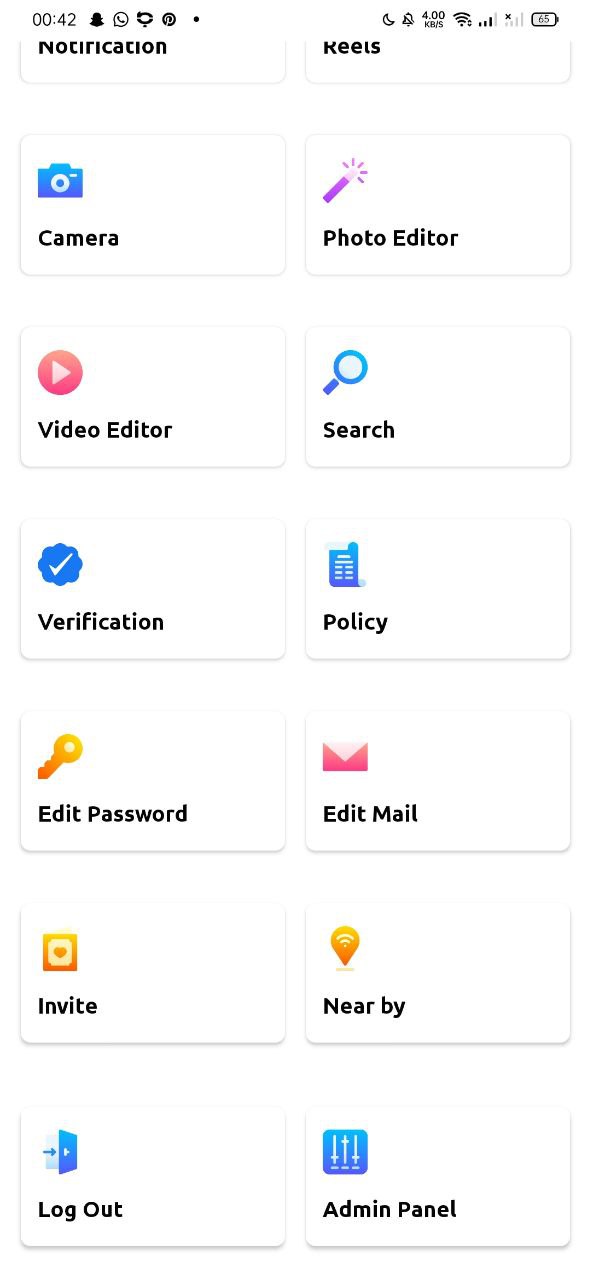 00:42 4.00 KB/S 65
Notification Reels
Camera Photo Editor
Video Editor Search
Verification Policy
Edit Password Edit Mail
Invite Near by
Log Out Admin Panel